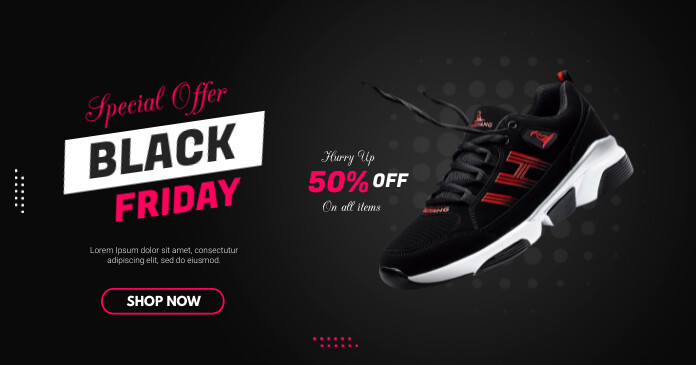 Special Offer
BLACK
FRIDAY
Lorem Ipsum dolor sit amet, consectetur
adipiscing elit, sed do eiusmod.
SHOP NOW
Hurry Up
50% OFF
On all items